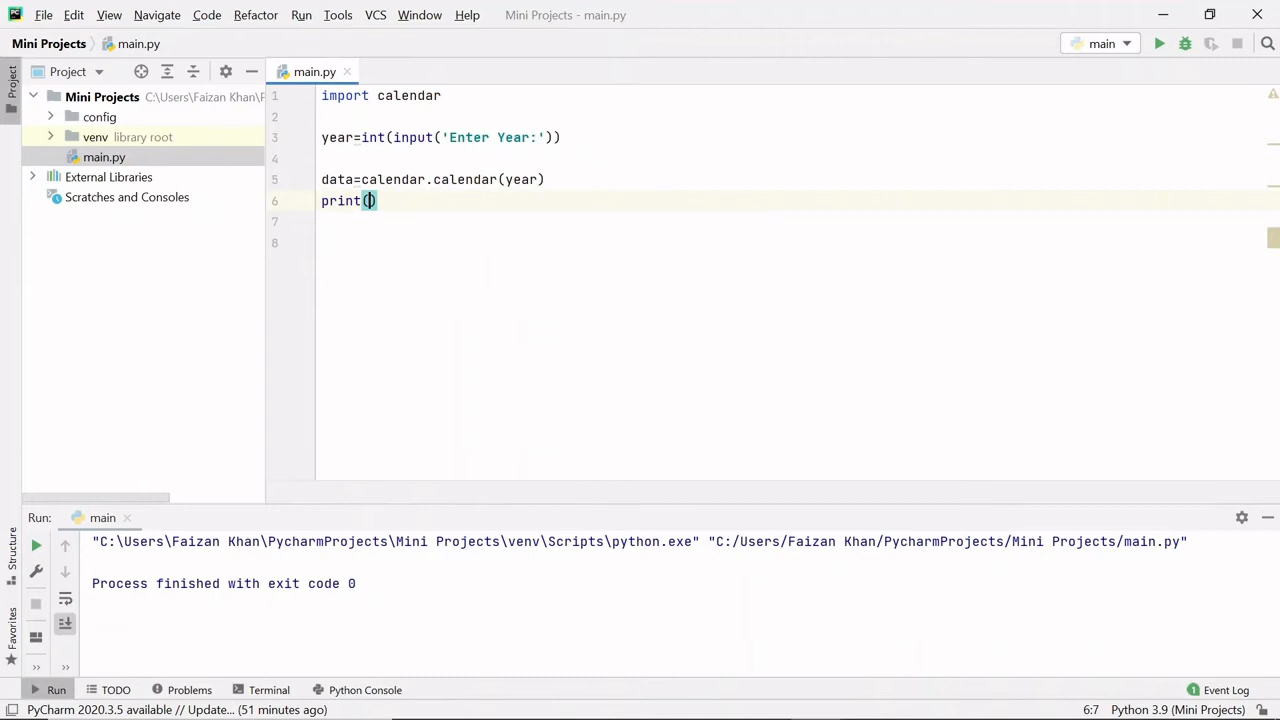 File Edit View Navigate Code Refactor Run Tools VCS Window Help Mini Projects - main.py
Mini Projects main.py main
Project
Project main.py
Mini Projects C:\Users\Faizan Khan\P
config
venv library root
main.py
External Libraries
Scratches and Consoles
1 import calendar
2
3 year=int(input('Enter Year:'))
4
5 data=calendar.calendar(year)
6 print()
7
8
Structure
Favorites
Run: main
"C:\Users\Faizan Khan\PycharmProjects\Mini Projects\venv\Scripts\python.exe" "C:/Users/Faizan Khan/PycharmProjects/Mini Projects/main.py"
Process finished with exit code 0
Run TODO Problems Terminal Python Console 1 Event Log
PyCharm 2020.3.5 available // Update... (51 minutes ago) 6:7 Python 3.9 (Mini Projects)